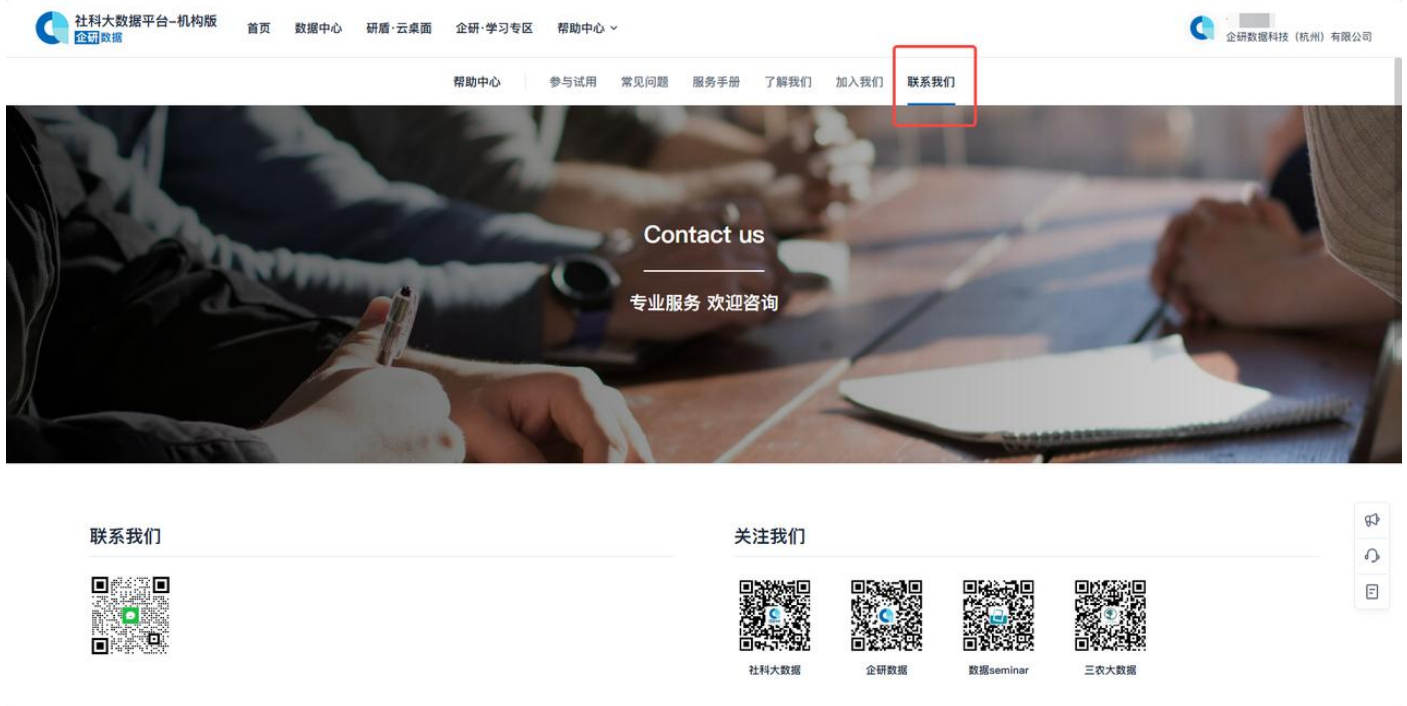 社科大数据平台-机构版
企研数据
首页 数据中心 研盾·云桌面 企研·学习专区 帮助中心
企研数据科技（杭州）有限公司
帮助中心 参与试用 常见问题 服务手册 了解我们 加入我们 联系我们
Contact us
专业服务 欢迎咨询
联系我们
关注我们
社科大数据 企研数据 数据seminar 三农大数据